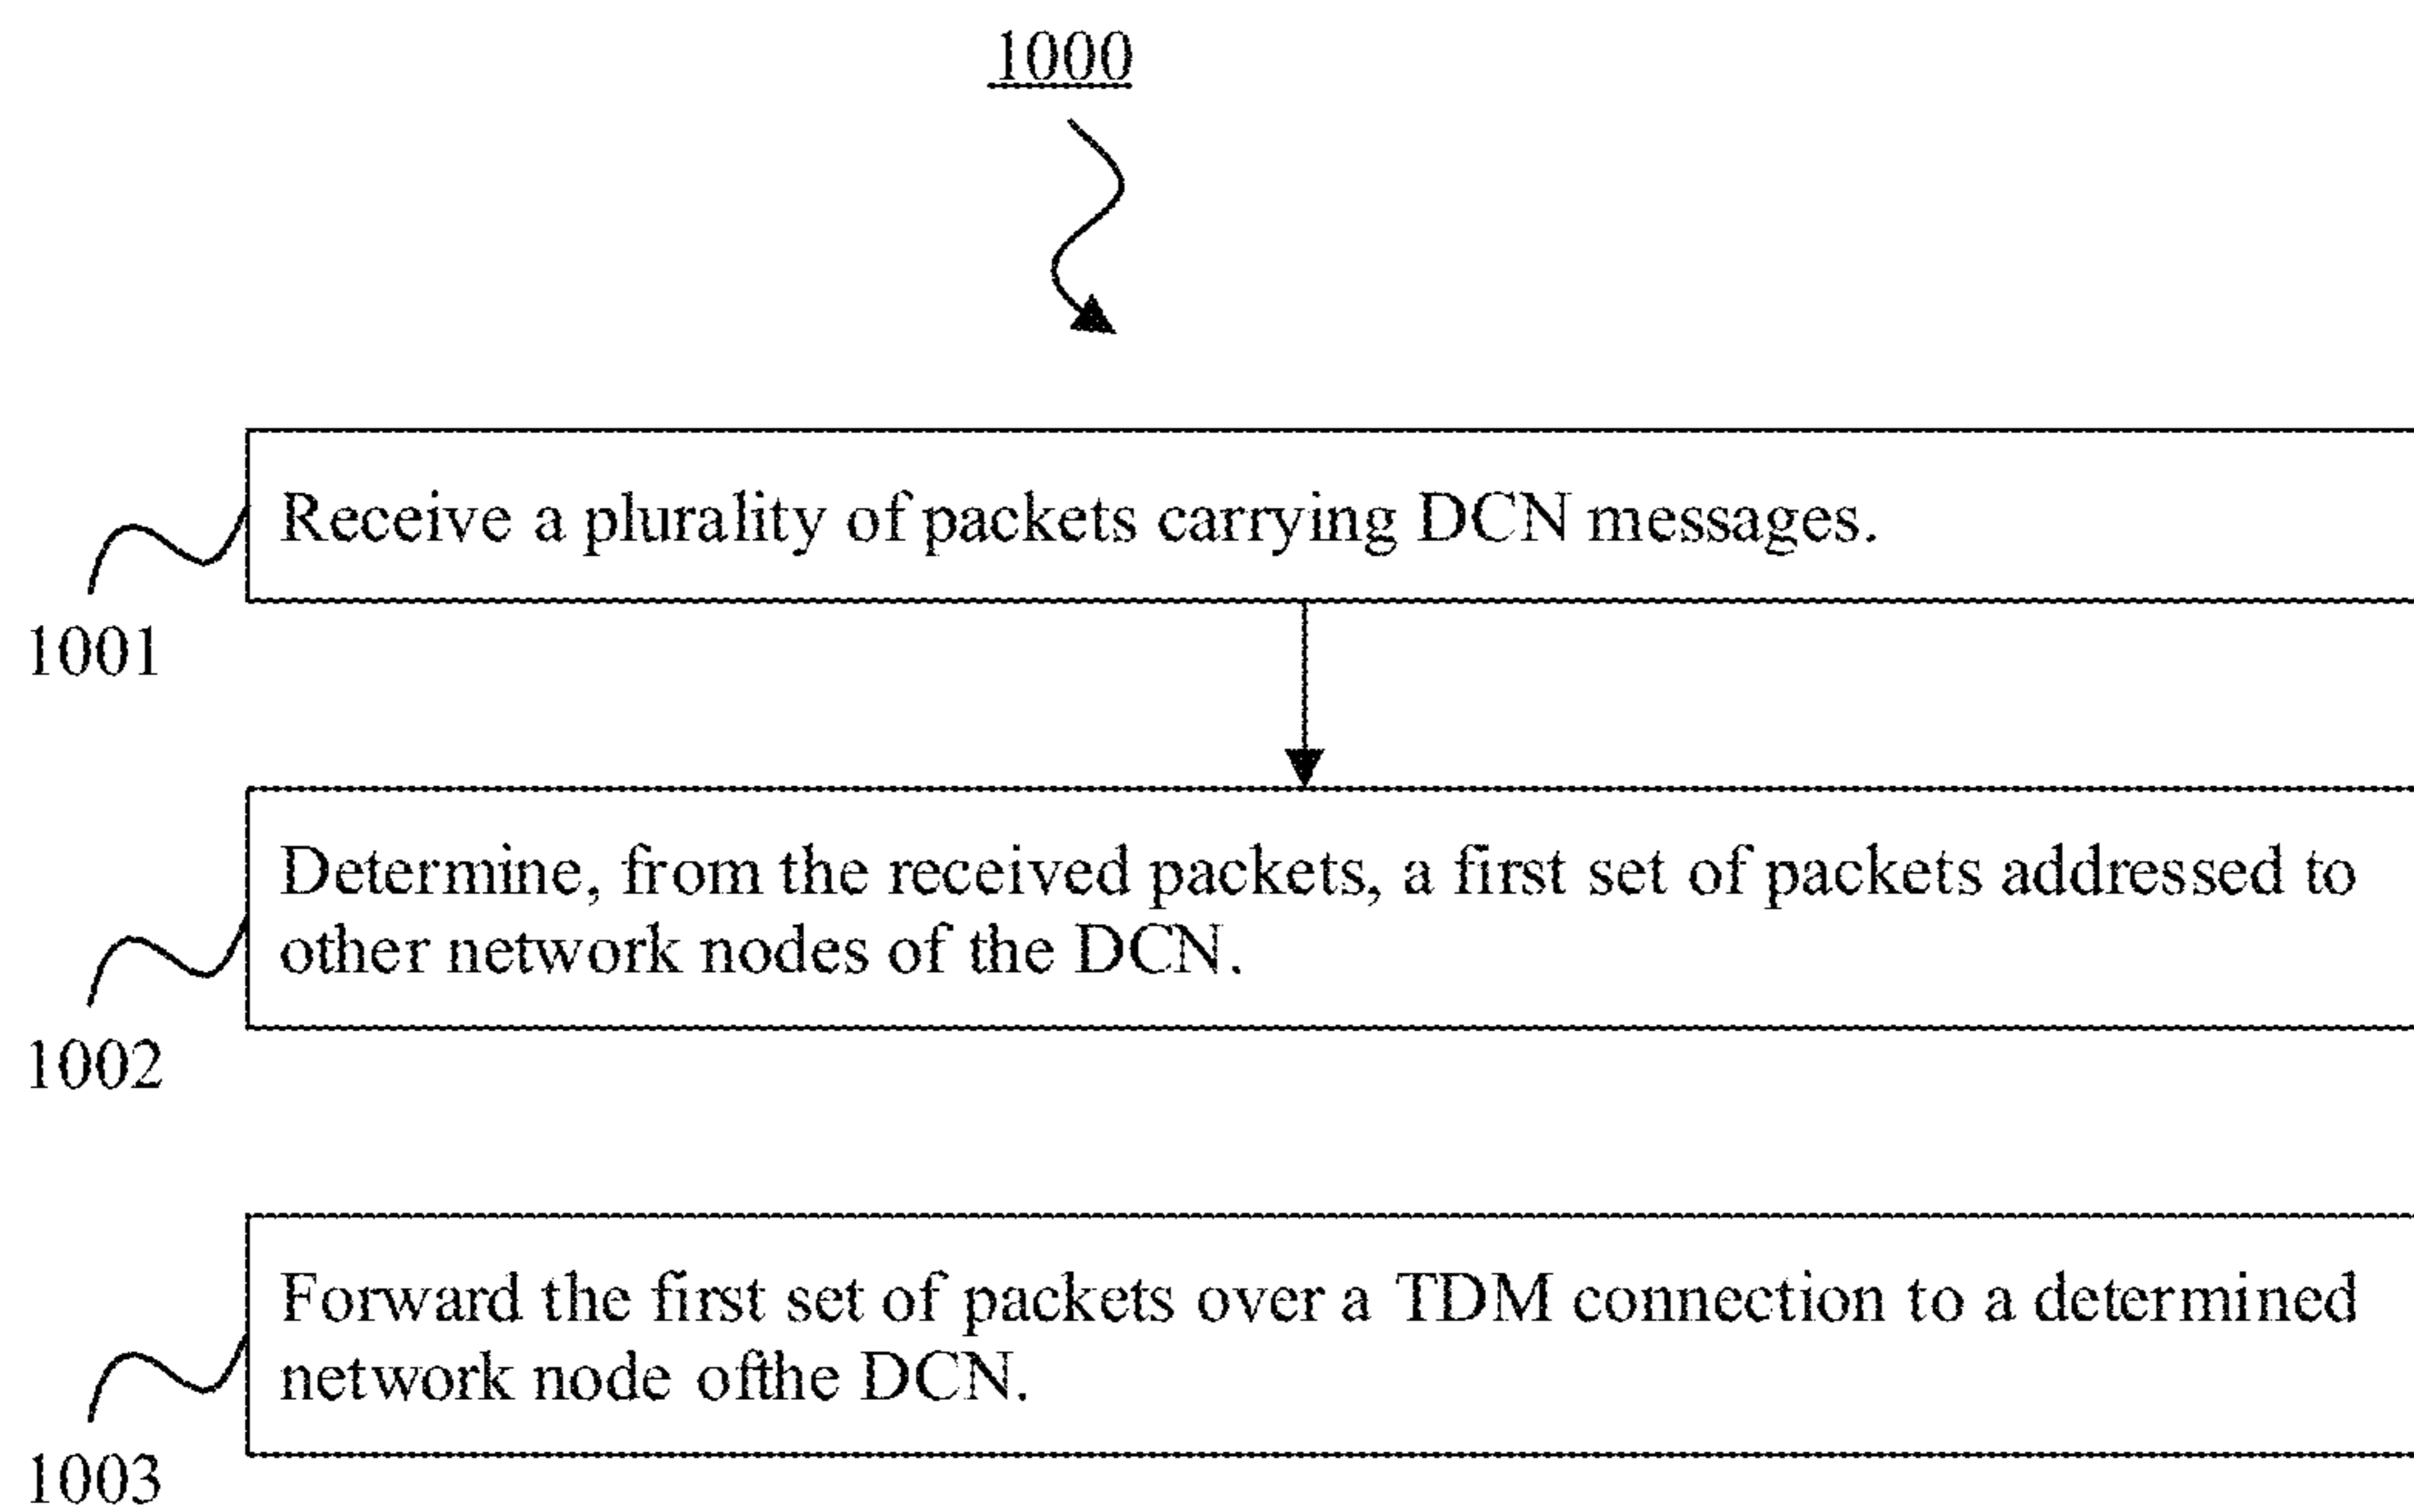 1000
Receive a plurality of packets carrying DCN messages.
1001
Determine, from the received packets, a first set of packets addressed to
other network nodes of the DCN.
1002
Forward the first set of packets over a TDM connection to a determined
network node ofthe DCN.
1003